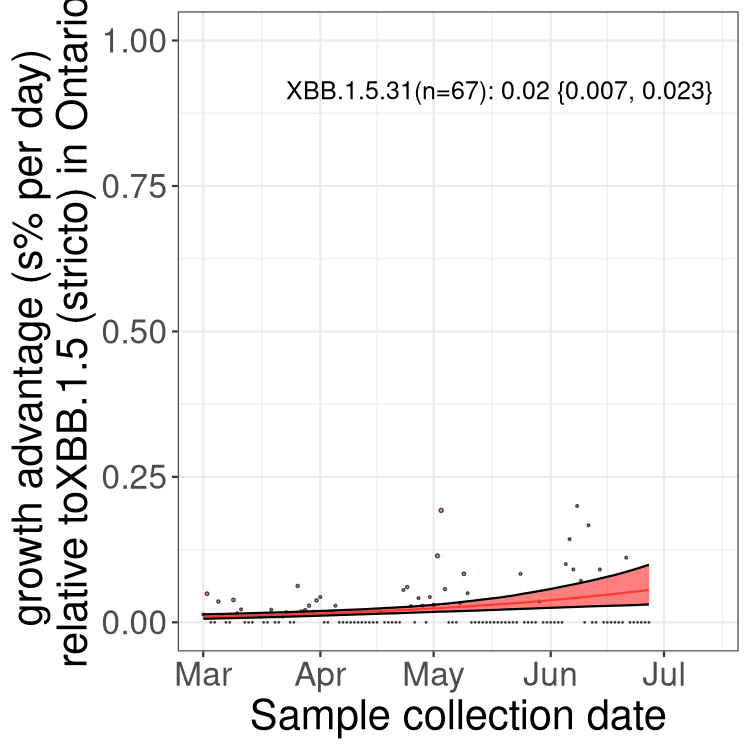 growth advantage (s% per day)
relative toXBB.1.5 (stricto) in Ontario
1.00
0.75
0.50
0.25
0.00
XBB.1.5.31(n=67): 0.02 {0.007, 0.023}
Mar Apr May Jun Jul
Sample collection date